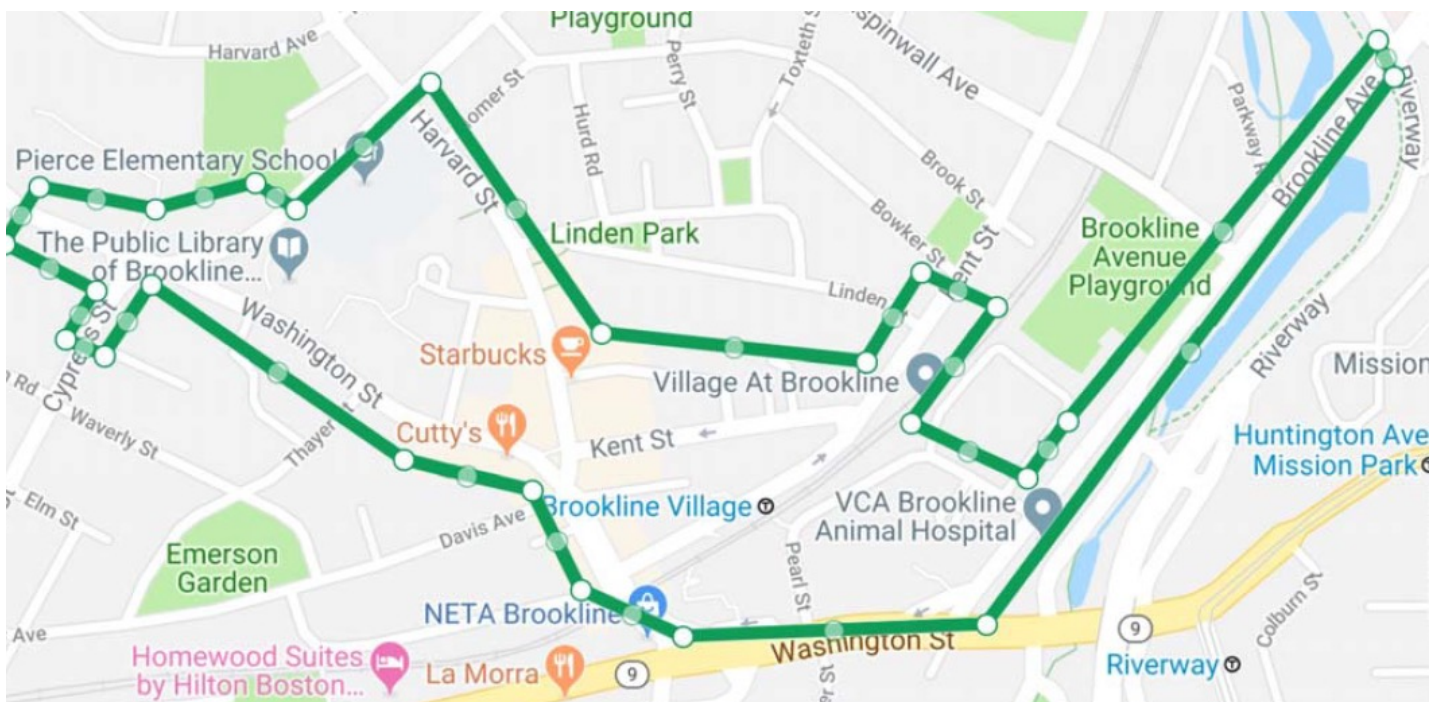 Playground
Harvard Ave
spinwall Ave
Toxteth S
Perry St
omer St
Hurd Rd
Harvard St
Pierce Elementary School
Brook St
Bowker St
Parkway R
Brookline Ave
Riverway
The Public Library
of Brookline...
Linden Park
Kent St
Brookline
Avenue
Playground
Linden
Washington St
Starbucks
Village At Brookline
Riverway
Mission
Cypress St
n Rd
Waverly St
Thayer
Cutty's
Kent St
Huntington Ave
Mission Park
Elm St
Davis Ave
Brookline Village
VCA Brookline
Animal Hospital
Emerson
Garden
Pearl St
NETA Brookline
Ave
Washington St
9
Colburn St
Homewood Suites
by Hilton Boston...
La Morra
9
er St
Riverway